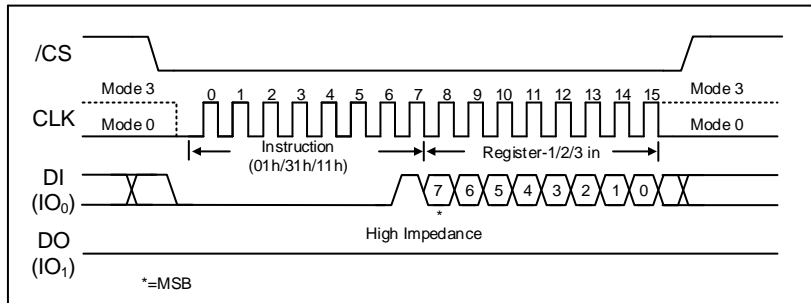 /CS
Mode 3 0 1 2 3 4 5 6 7 8 9 10 11 12 13 14 15 Mode 3
CLK Mode 0 Mode 0
Instruction Register-1/2/3 in
(01h/31h/11h)
DI
(IO0) 7 6 5 4 3 2 1 0
*
High Impedance
DO
(IO1)
*=MSB